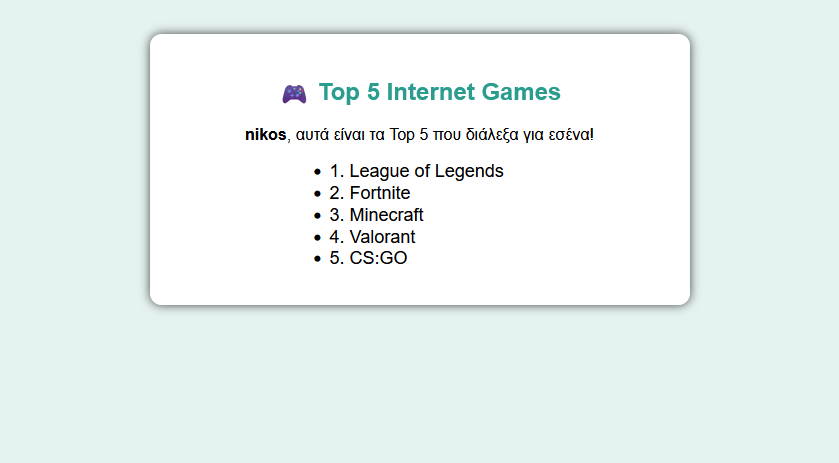 🎮 Top 5 Internet Games
nikos, αυτά είναι τα Top 5 που διάλεξα για εσένα!
• 1. League of Legends
• 2. Fortnite
• 3. Minecraft
• 4. Valorant
• 5. CS:GO